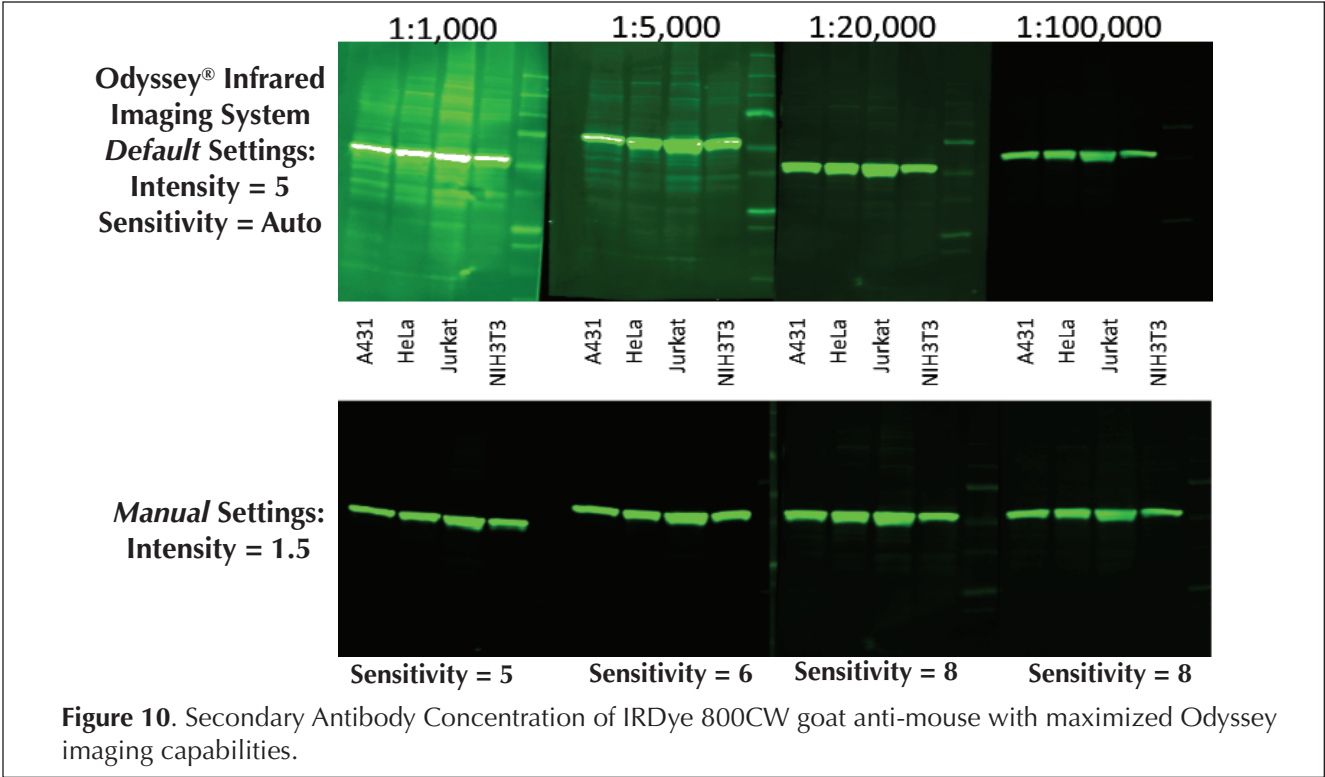 1:1,000 1:5,000 1:20,000 1:100,000
Odyssey® Infrared
Imaging System
Default Settings:
Intensity = 5
Sensitivity = Auto
A431 HeLa Jurkat NIH3T3 A431 HeLa Jurkat NIH3T3 A431 HeLa Jurkat NIH3T3 A431 HeLa Jurkat NIH3T3
Manual Settings:
Intensity = 1.5
Sensitivity = 5 Sensitivity = 6 Sensitivity = 8 Sensitivity = 8
Figure 10. Secondary Antibody Concentration of IRDye 800CW goat anti-mouse with maximized Odyssey
imaging capabilities.